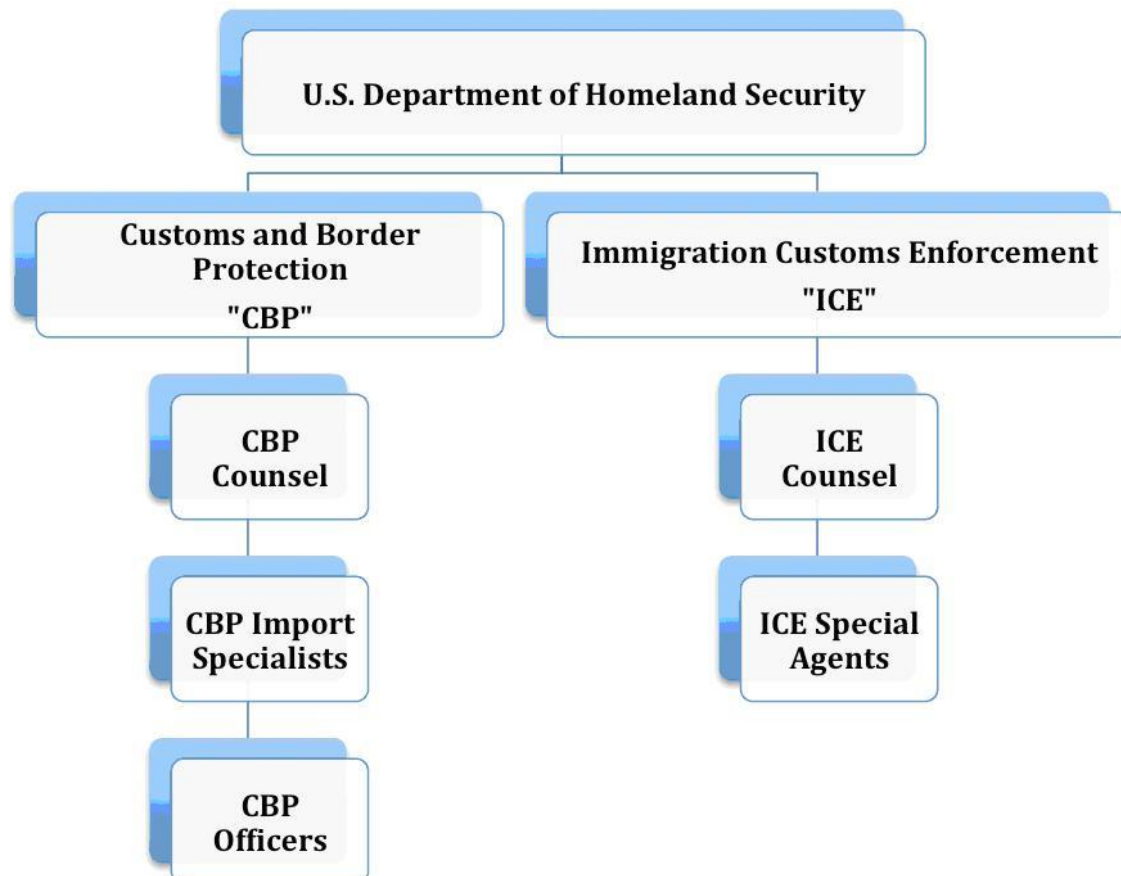 U.S. Department of Homeland Security
Customs and Border
Protection
"CBP"
Immigration Customs Enforcement
"ICE"
CBP
Counsel
ICE
Counsel
CBP Import
Specialists
ICE Special
Agents
CBP
Officers